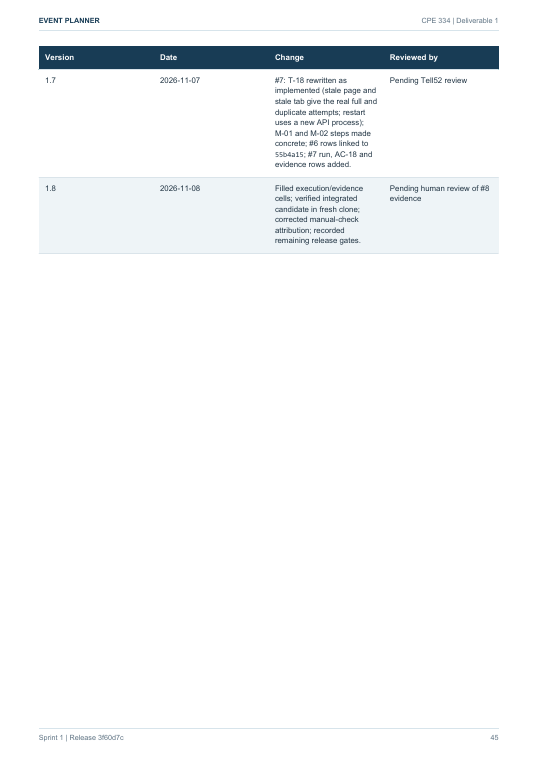 EVENT PLANNER
CPE 334 | Deliverable 1
Version Date Change Reviewed by
1.7 2026-11-07 #7: T-18 rewritten as Pending Tell52 review
implemented (stale page and
stale tab give the real full and
duplicate attempts; restart
uses a new API process);
M-01 and M-02 steps made
concrete; #6 rows linked to
55b4a15; #7 run, AC-18 and
evidence rows added.
1.8 2026-11-08 Filled execution/evidence Pending human review of #8
cells; verified integrated evidence
candidate in fresh clone;
corrected manual-check
attribution; recorded
remaining release gates.
Sprint 1 | Release 3f60d7c
45